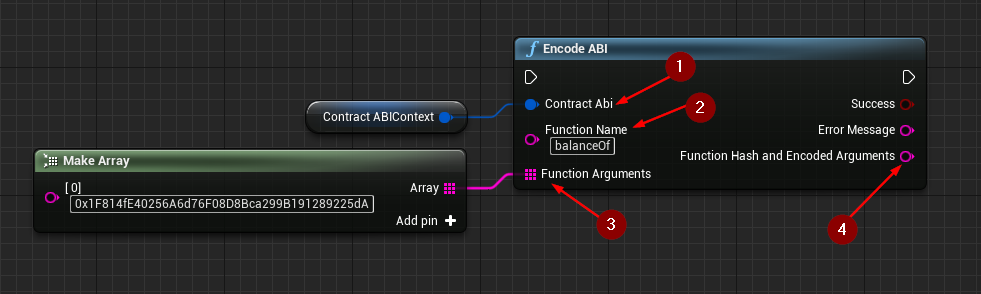 Encode ABI
1
Contract Abi
Success
Contract ABIContext
2
Function Name
balanceOf
Error Message
Function Hash and Encoded Arguments
Make Array
Function Arguments
[ 0]
0x1F814fE40256A6d76F08D8Bca299B191289225dA
Array
Add pin
3
4